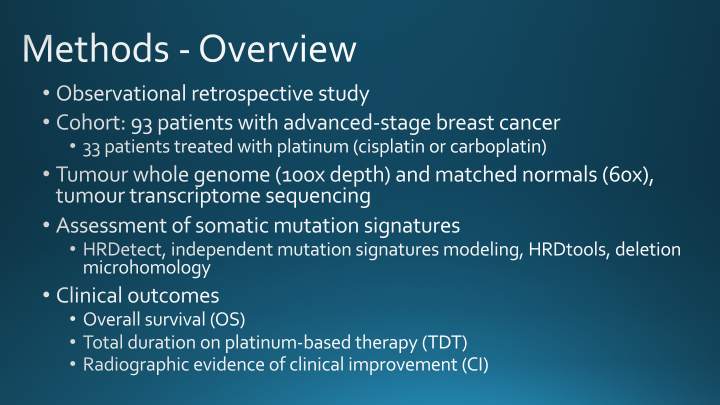 Methods - Overview
• Observational retrospective study
• Cohort: 93 patients with advanced-stage breast cancer
• 33 patients treated with platinum (cisplatin or carboplatin)
• Tumour whole genome (100x depth) and matched normals (60x),
tumour transcriptome sequencing
• Assessment of somatic mutation signatures
• HRDetect, independent mutation signatures modeling, HRDtools, deletion
microhomology
• Clinical outcomes
• Overall survival (OS)
• Total duration on platinum-based therapy (TDT)
• Radiographic evidence of clinical improvement (CI)